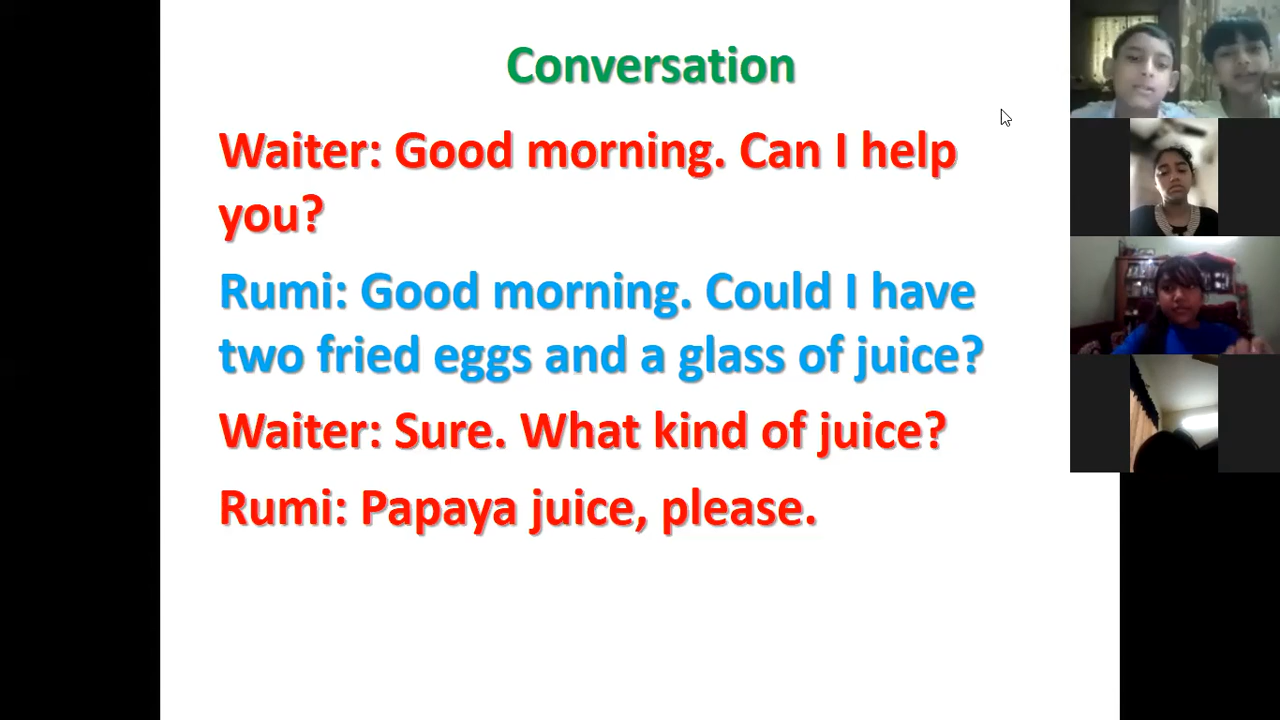 Conversation
Waiter: Good morning. Can I help
you?
Rumi: Good morning. Could I have
two fried eggs and a glass of juice?
Waiter: Sure. What kind of juice?
Rumi: Papaya juice, please.